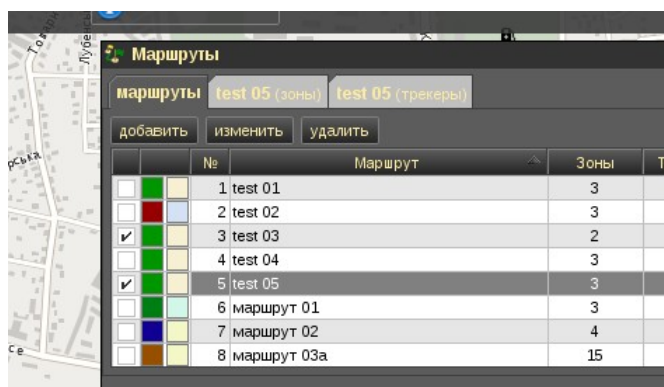 Маршруты
маршруты test 05 (зоны) test 05 (трекеры)
добавить изменить удалить
№ Маршрут Зоны Т
1 test 01 3
2 test 02 3
3 test 03 2
4 test 04 3
5 test 05 3
6 маршрут 01 3
7 маршрут 02 4
8 маршрут 03а 15